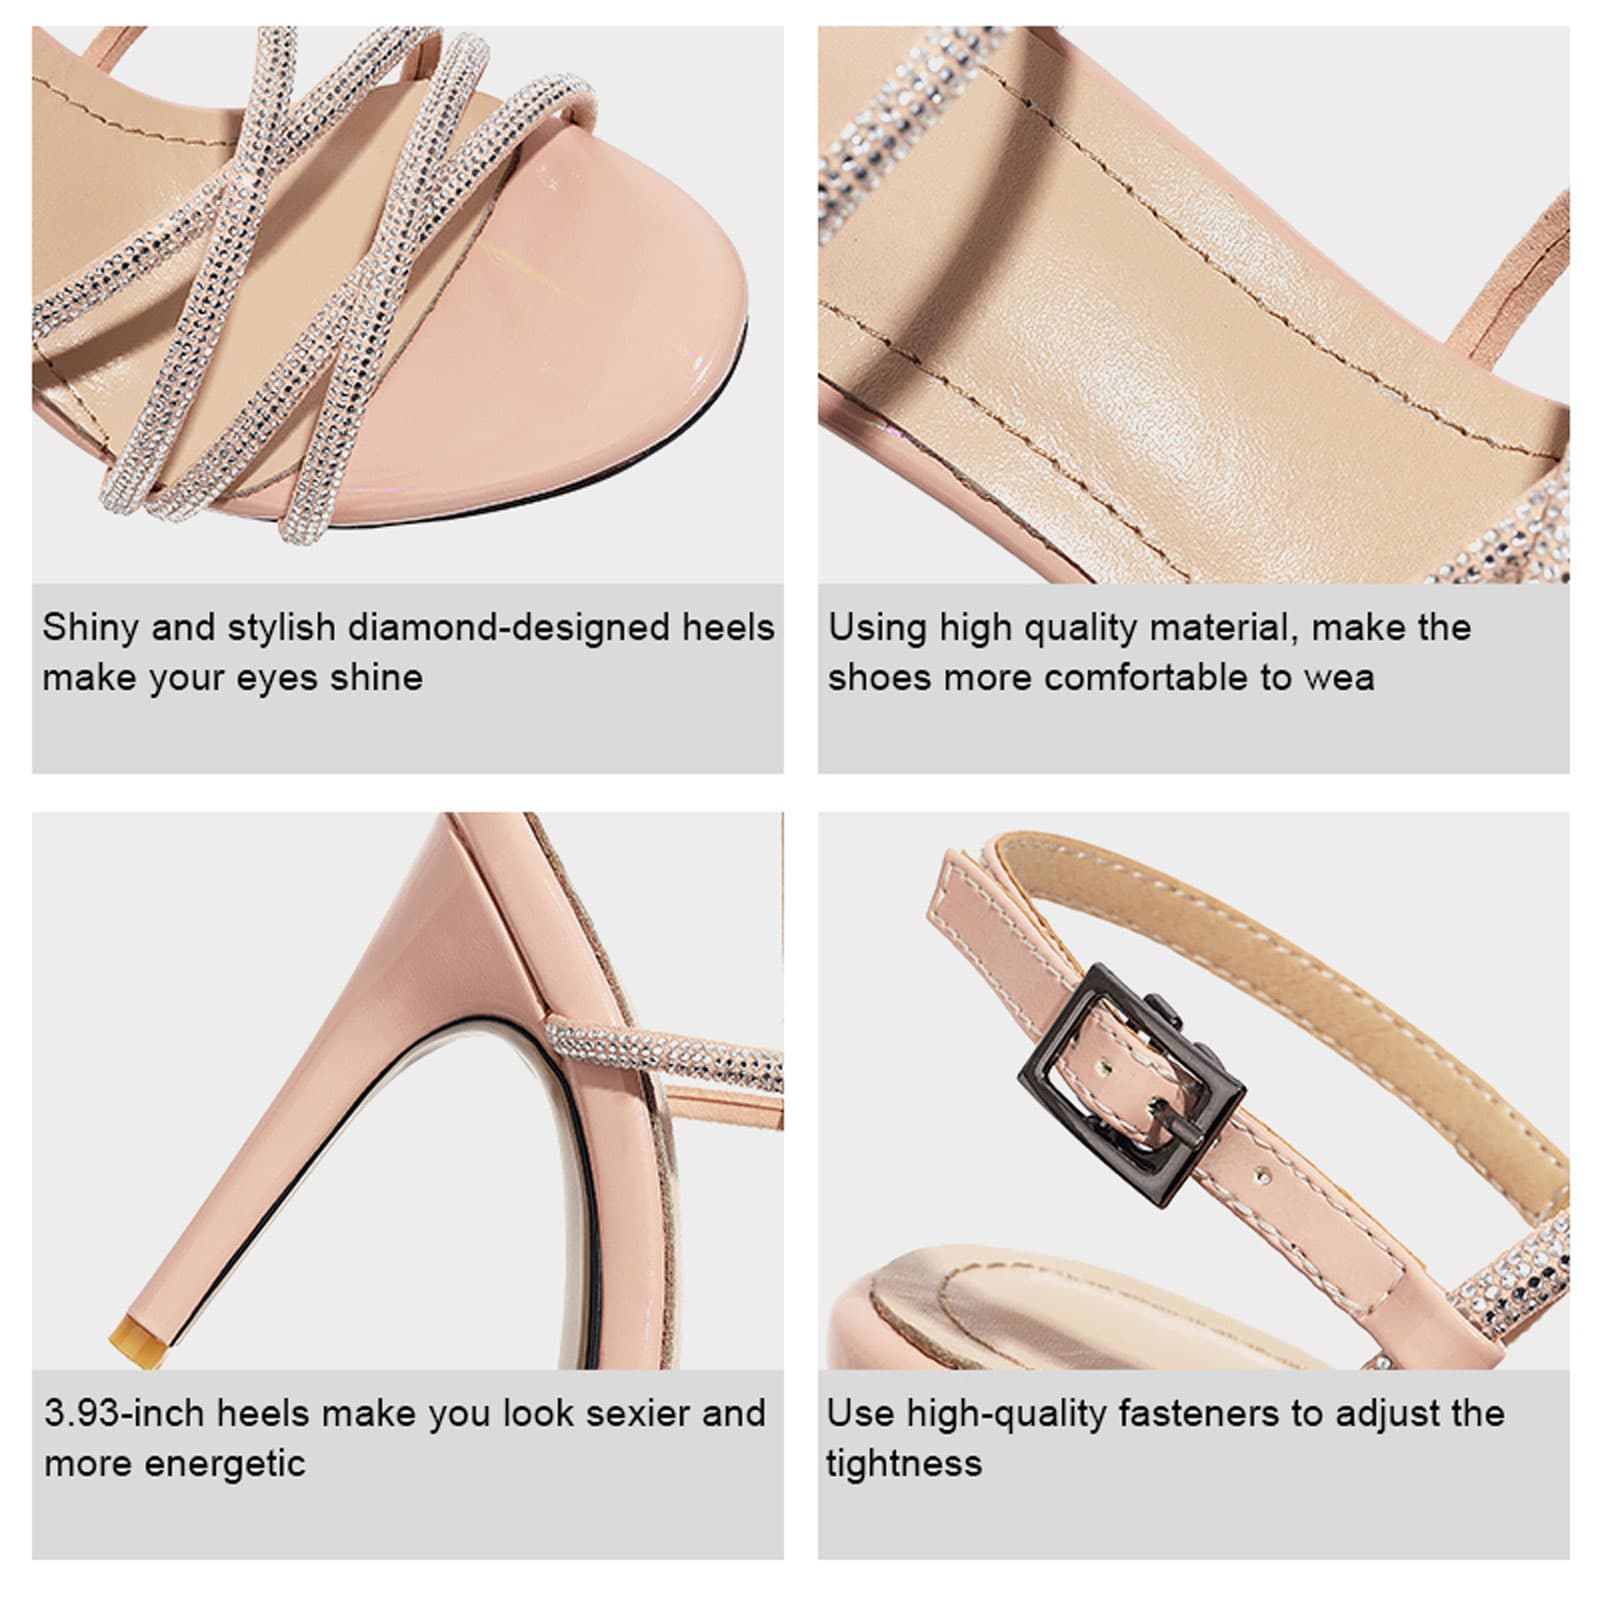 Shiny and stylish diamond-designed heels
make your eyes shine
Using high quality material, make the
shoes more comfortable to wea
3.93-inch heels make you look sexier and
more energetic
Use high-quality fasteners to adjust the
tightness